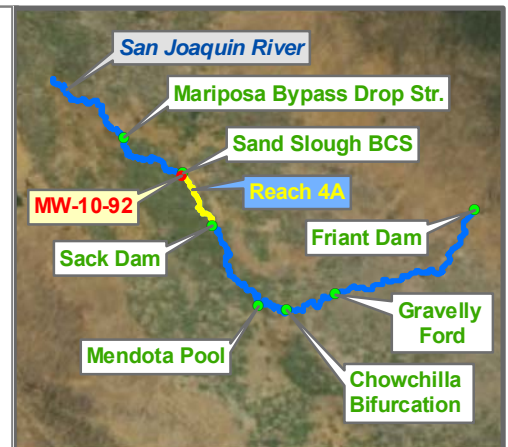 San Joaquin River
Mariposa Bypass Drop Str.
Sand Slough BCS
MW-10-92
Reach 4A
Sack Dam
Friant Dam
Mendota Pool
Gravelly
Ford
Chowchilla
Bifurcation